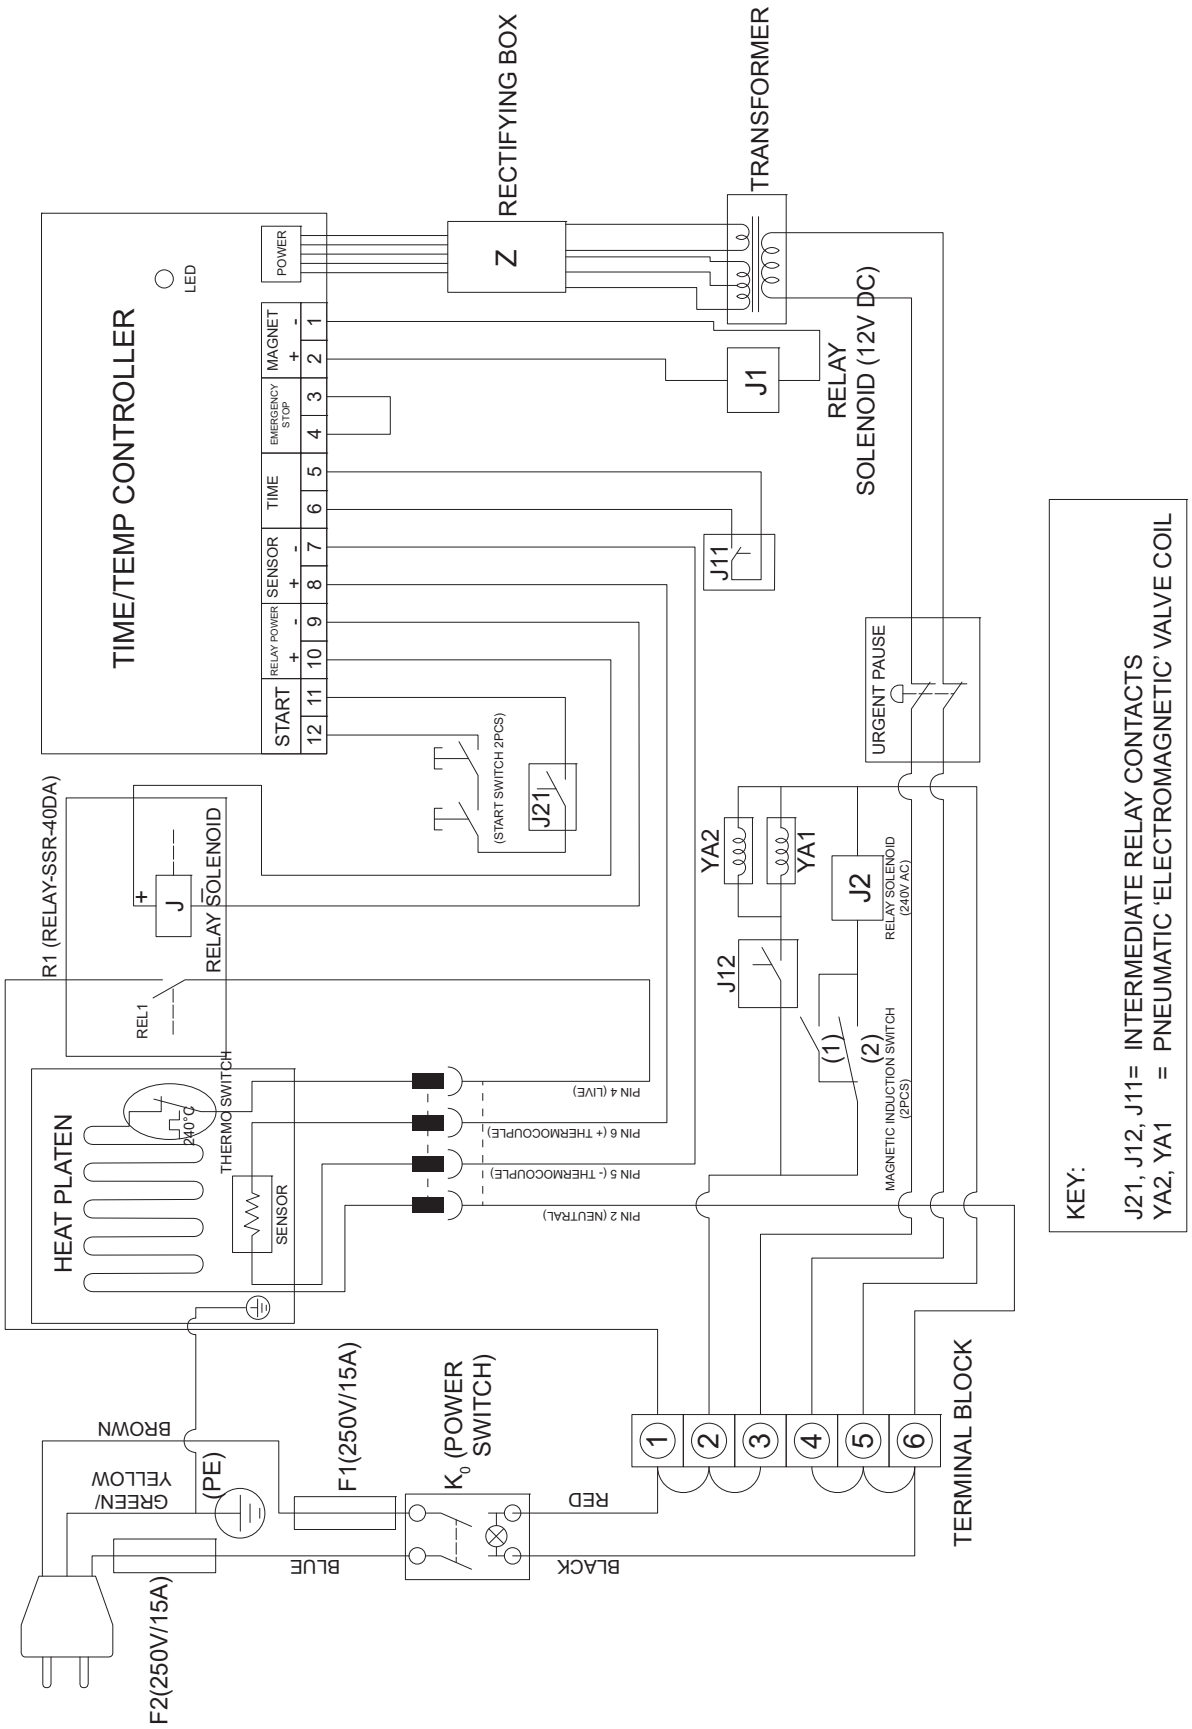 TIME/TEMP CONTROLLER
LED
START
RELAY POWER
SENSOR
TIME
EMERGENCY
STOP
MAGNET
POWER
+
-
+
-
+
-
12
11
10
9
8
7
6
5
4
3
2
1
RECTIFYING BOX
Z
TRANSFORMER
R1 (RELAY-SSR-40DA)
REL1
+
J
−
RELAY SOLENOID
(START SWITCH 2PCS)
J21
J11
J1
RELAY
SOLENOID (12V DC)
HEAT PLATEN
240°C
THERMO SWITCH
SENSOR
PIN 4 (LIVE)
PIN 6 (+ THERMOCOUPLE)
PIN 5 (- THERMOCOUPLE)
PIN 2 (NEUTRAL)
J12
YA2
YA1
J2
RELAY SOLENOID
(240V AC)
(1)
(2)
MAGNETIC INDUCTION SWITCH
(2PCS)
URGENT PAUSE
BROWN
GREEN/
YELLOW
(PE)
F2(250V/15A)
F1(250V/15A)
BLUE
K0 (POWER
SWITCH)
RED
BLACK
1
2
3
4
5
6
TERMINAL BLOCK
KEY:
J21, J12, J11= INTERMEDIATE RELAY CONTACTS
YA2, YA1 = PNEUMATIC ‘ELECTROMAGNETIC’ VALVE COIL